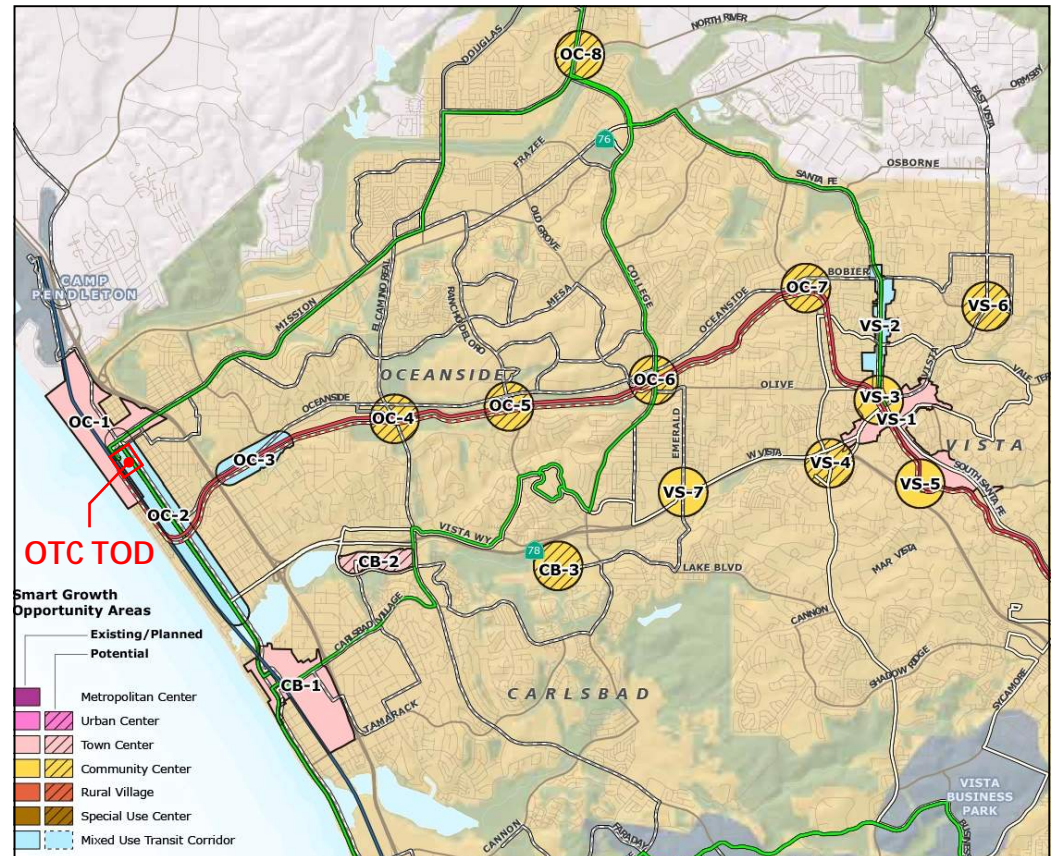 NORTH RIVER
DOUGLAS
OC-8
ORMSBY
EAST VISTA
FRAZEE
76
OSBORNE
SANTA FE
OLD GROVE
CAMP
PENDLETON
EL CAMINO REAL
COLLEGE
BOBIER
OC-7
MISSION
RANCHO DEL ORO
MESA
OCEANSIDE
VS-6
VS-2
VISTA
OCEANSIDE
OC-6
OLIVE
OC-1
OCEANSIDE
OC-4
OC-5
VS-3
VS-1
EMERALD
VISTA
OC-3
W VISTA
VS-4
VS-5
SOUTH SANTA FE
VS-7
OC-2
VISTA WY
OTC TOD
78
CB-2
CB-3
LAKE BLVD
MAR VISTA
CANNON
CARLSBAD VILLAGE
SHADOW RIDGE
SYCAMORE
CB-1
CARLSBAD
TAMARACK
VISTA
BUSINESS
PARK
CANNON
FARADAY
Smart Growth
Opportunity Areas
Existing/Planned
Potential
Metropolitan Center
Urban Center
Town Center
Community Center
Rural Village
Special Use Center
Mixed Use Transit Corridor